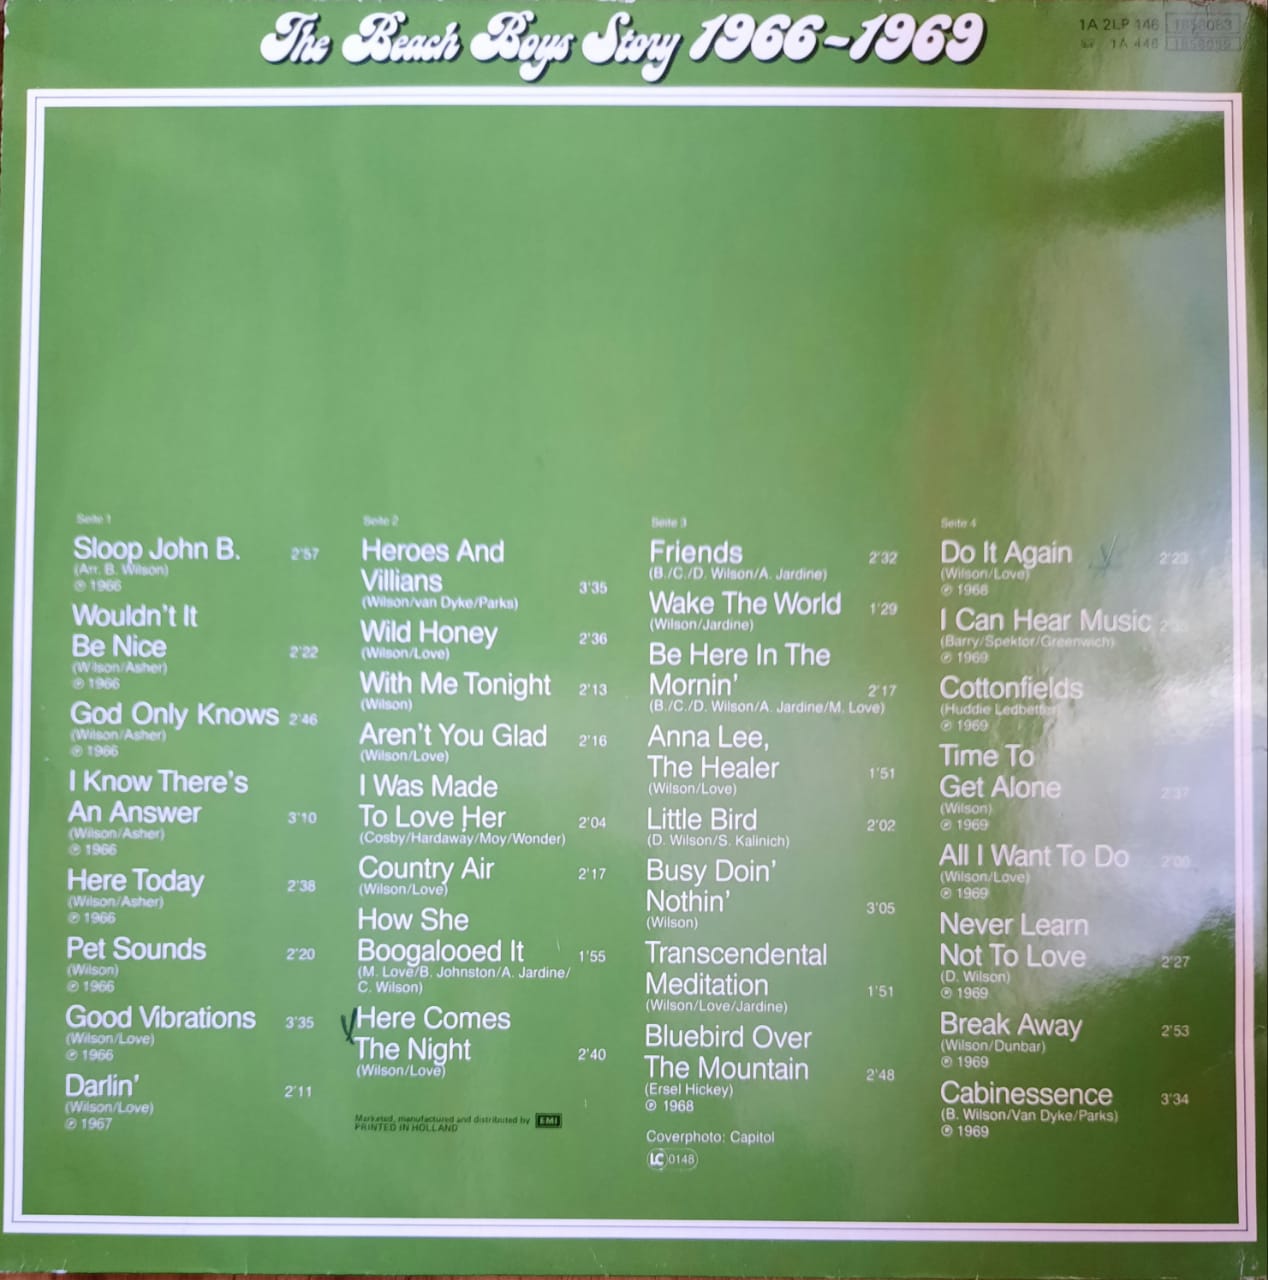 The Beach Boys Story 1966-1969
1A 2LP 146
1A 446
Seite 1
Sloop John B. 2'57
(Arr. B. Wilson)
℗ 1966
Wouldn't It
Be Nice 2'22
(Wilson/Asher)
℗ 1966
God Only Knows 2'46
(Wilson/Asher)
℗ 1966
I Know There's
An Answer 3'10
(Wilson/Asher)
℗ 1966
Here Today 2'38
(Wilson/Asher)
℗ 1966
Pet Sounds 2'20
(Wilson)
℗ 1966
Good Vibrations 3'35
(Wilson/Love)
℗ 1966
Darlin' 2'11
(Wilson/Love)
℗ 1967
Seite 2
Heroes And
Villians 3'35
(Wilson/van Dyke/Parks)
Wild Honey 2'36
(Wilson/Love)
With Me Tonight 2'13
(Wilson)
Aren't You Glad 2'16
(Wilson/Love)
I Was Made
To Love Her 2'04
(Cosby/Hardaway/Moy/Wonder)
Country Air 2'17
(Wilson/Love)
How She
Boogalooed It 1'55
(M. Love/B. Johnston/A. Jardine/
C. Wilson)
Here Comes
The Night 2'40
(Wilson/Love)
Marketed, manufactured and distributed by EMI
PRINTED IN HOLLAND
Seite 3
Friends 2'32
(B./C./D. Wilson/A. Jardine)
Wake The World 1'29
(Wilson/Jardine)
Be Here In The
Mornin' 2'17
(B./C./D. Wilson/A. Jardine/M. Love)
Anna Lee,
The Healer 1'51
(Wilson/Love)
Little Bird 2'02
(D. Wilson/S. Kalinich)
Busy Doin'
Nothin' 3'05
(Wilson)
Transcendental
Meditation 1'51
(Wilson/Love/Jardine)
Bluebird Over
The Mountain 2'48
(Ersel Hickey)
℗ 1968
Coverphoto: Capitol
LC 0148
Seite 4
Do It Again 2'23
(Wilson/Love)
℗ 1968
I Can Hear Music
(Barry/Spektor/Greenwich)
℗ 1969
Cottonfields
(Huddie Ledbetter)
℗ 1969
Time To
Get Alone 2'37
(Wilson)
℗ 1969
All I Want To Do
(Wilson/Love)
℗ 1969
Never Learn
Not To Love 2'27
(D. Wilson)
℗ 1969
Break Away 2'53
(Wilson/Dunbar)
℗ 1969
Cabinessence 3'34
(B. Wilson/Van Dyke/Parks)
℗ 1969